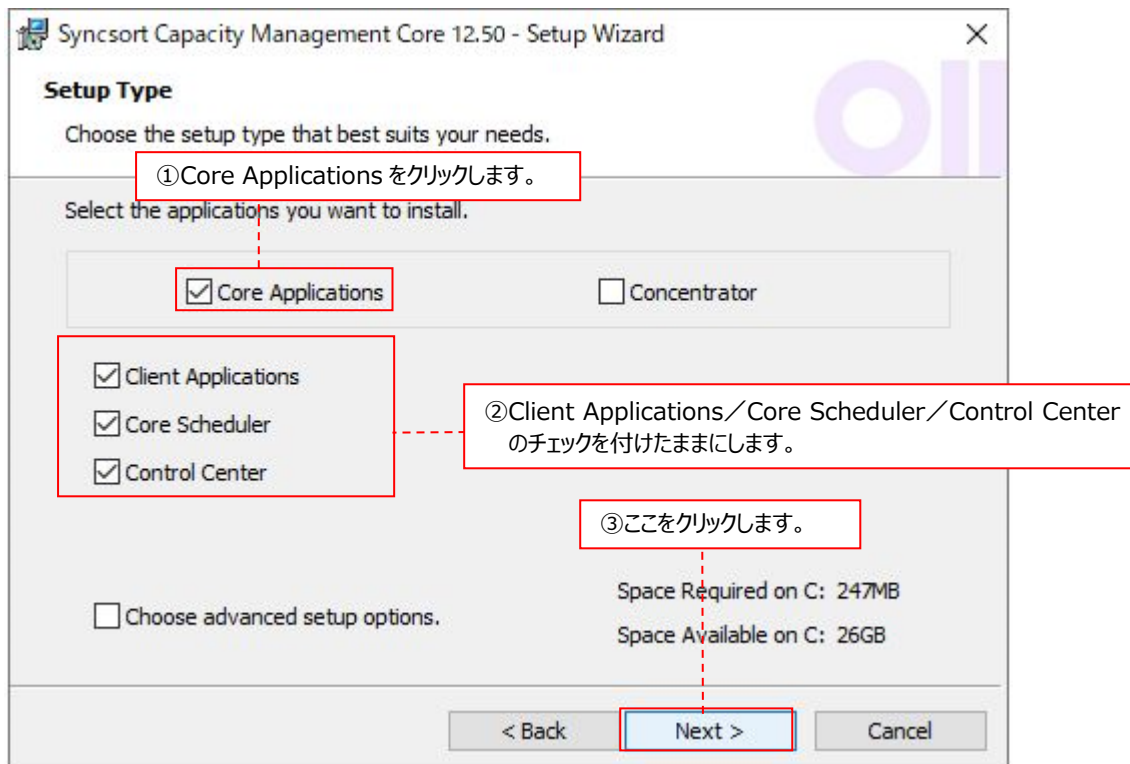 Syncsort Capacity Management Core 12.50 - Setup Wizard
Setup Type
Choose the setup type that best suits your needs.
①Core Applications をクリックします。
Select the applications you want to install.
Core Applications
Concentrator
Client Applications
Core Scheduler
Control Center
②Client Applications／Core Scheduler／Control Center
のチェックを付けたままにします。
③ここをクリックします。
Choose advanced setup options.
Space Required on C: 247MB
Space Available on C: 26GB
< Back
Next >
Cancel